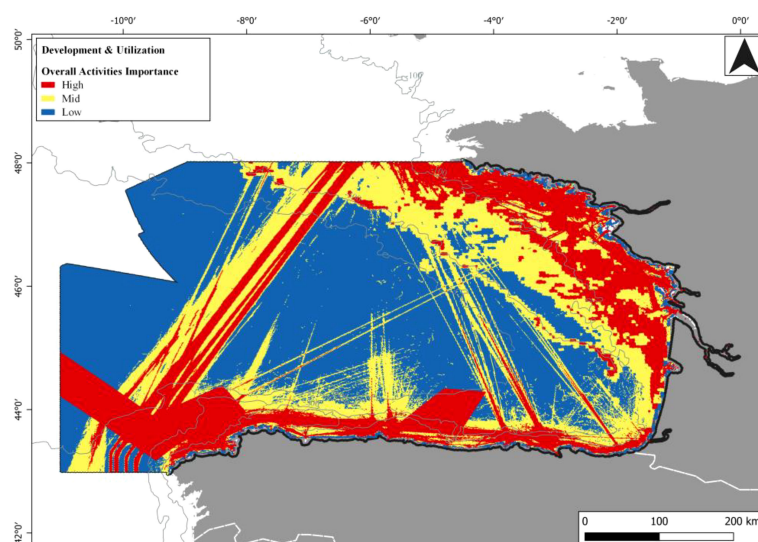 -10°0' -8°0' -6°0' -4°0' -2°0' 0°0'
50°0'
48°0'
46°0'
44°0'
42°0'
Development & Utilization
Overall Activities Importance
High
Mid
Low
100
0 100 200 km